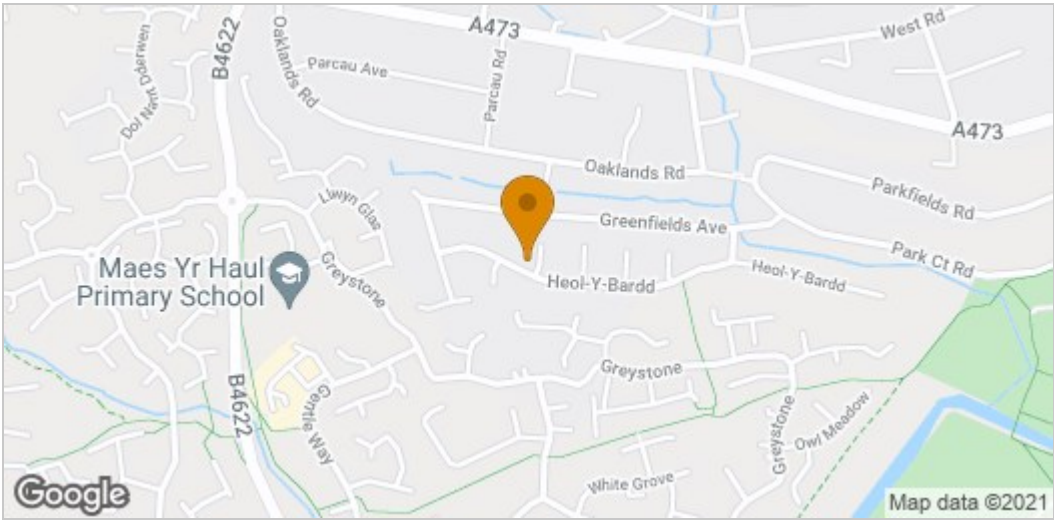 A473
West Rd
B4622
Oaklands Rd
Parcau Ave
Parcau Rd
Dol Nant Dderwen
A473
Oaklands Rd
Parkfields Rd
Llwyn Glas
Greenfields Ave
Park Ct Rd
Maes Yr Haul
Primary School
Greystone
Heol-Y-Bardd
Heol-Y-Bardd
Greystone
B4622
Gentle Way
Greystone
Owl Meadow
White Grove
Google
Map data ©2021